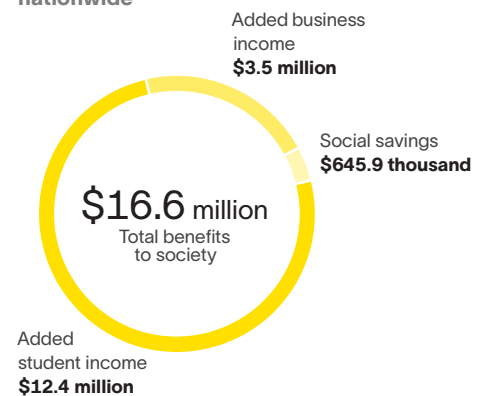 nationwide
Added business
income
$3.5 million
Social savings
$645.9 thousand
$16.6 million
Total benefits
to society
Added
student income
$12.4 million